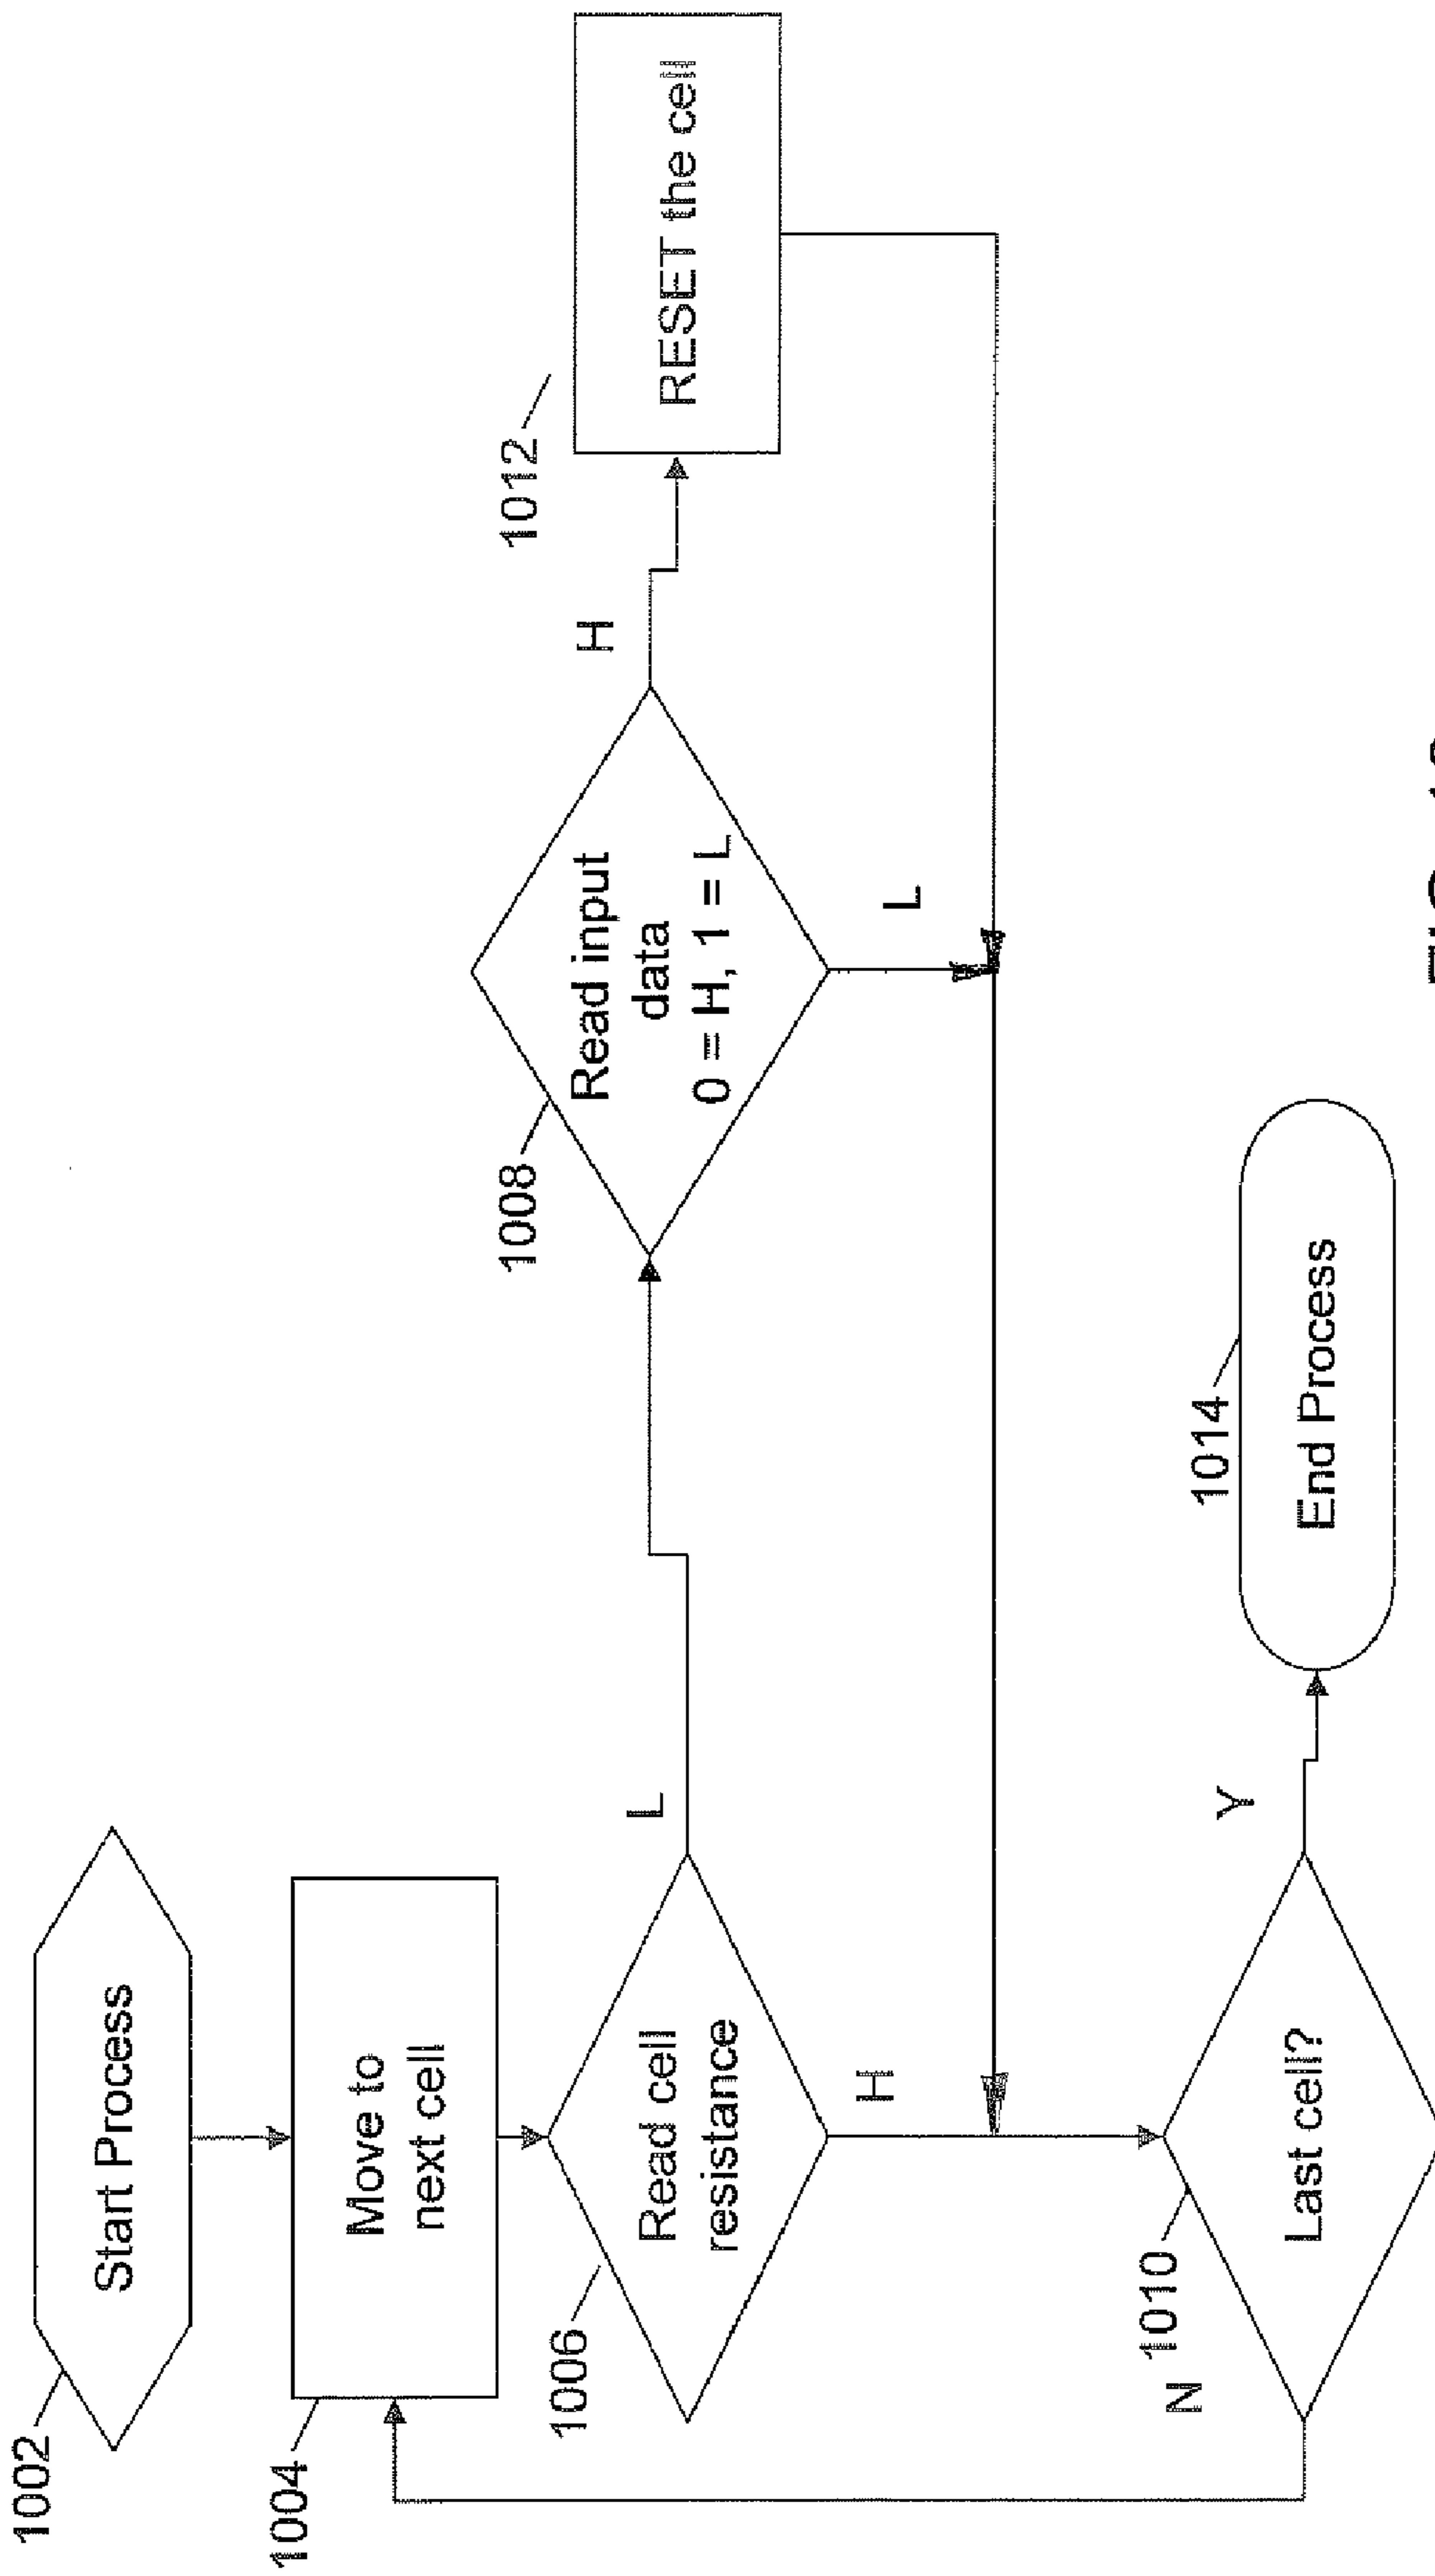 1002
Start Process
1004
Move to
next cell
1006
Read cell
resistance
L
H
1008
Read input
data
0 = H, 1 = L
H
L
1012
RESET the cell
1010
Last cell?
N
Y
1014
End Process